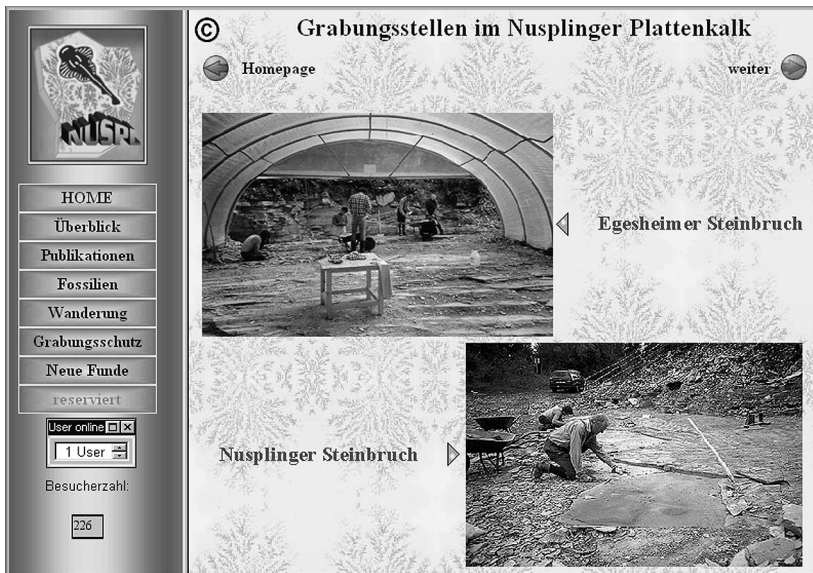 NUSPL
HOME
Überblick
Publikationen
Fossilien
Wanderung
Grabungsschutz
Neue Funde
reserviert
User online
1 User
Besucherzahl:
226
©
Grabungsstellen im Nusplinger Plattenkalk
Homepage
weiter
Egesheimer Steinbruch
Nusplinger Steinbruch